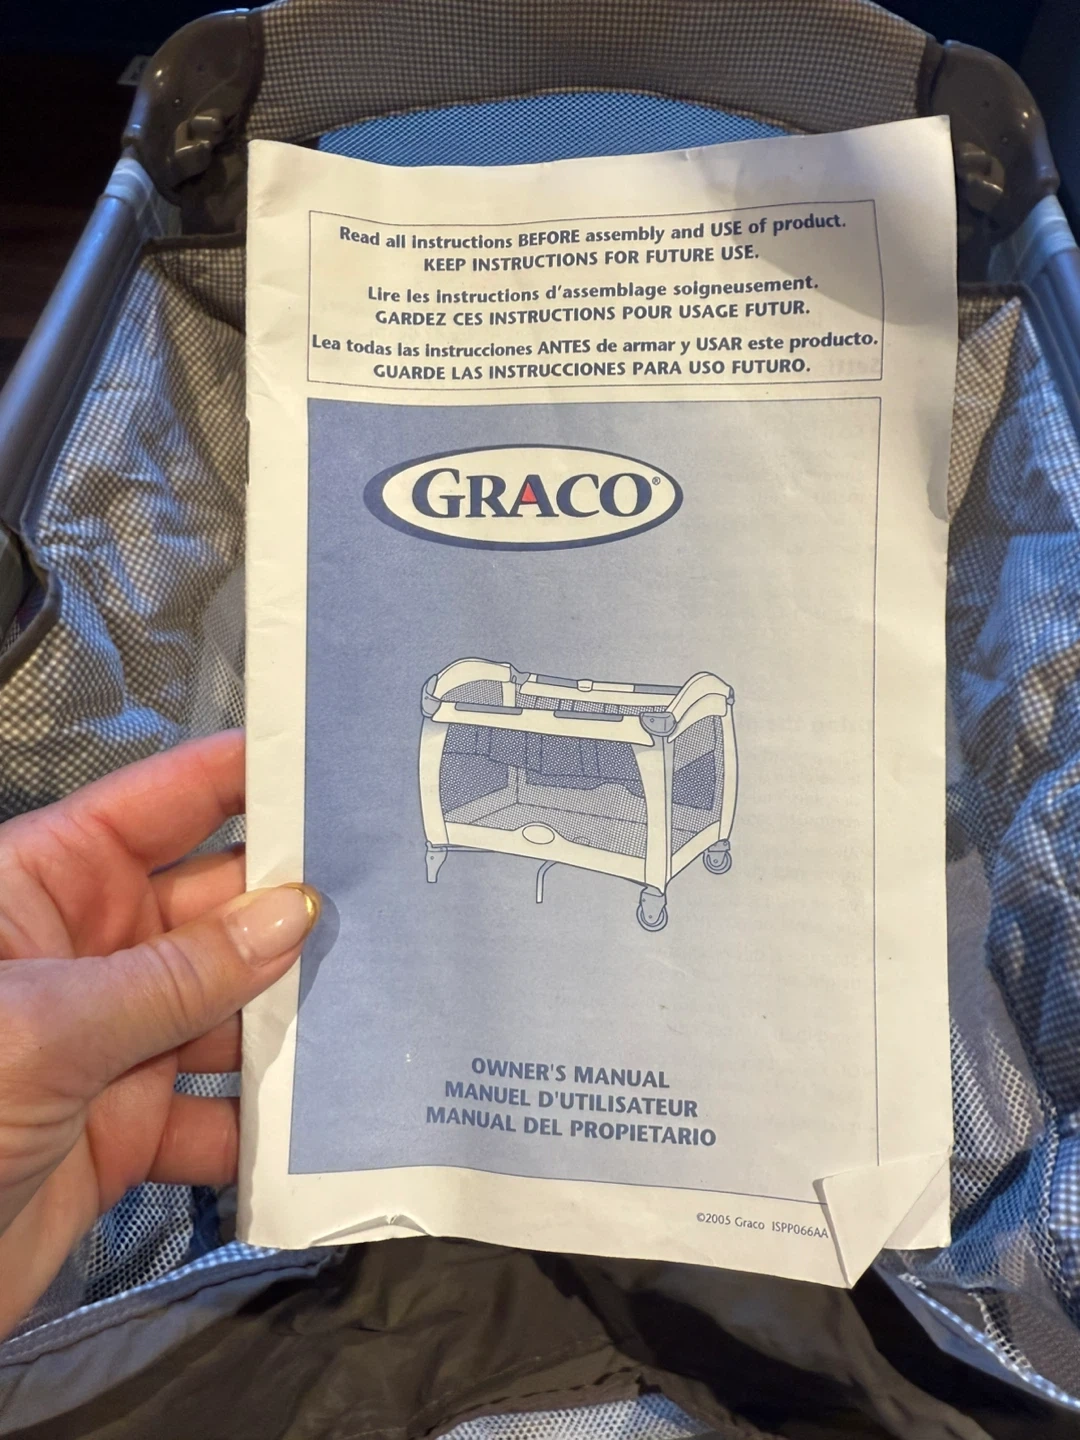 Read all instructions BEFORE assembly and USE of product.
KEEP INSTRUCTIONS FOR FUTURE USE.
Lire les instructions d'assemblage soigneusement.
GARDEZ CES INSTRUCTIONS POUR USAGE FUTUR.
Lea todas las instrucciones ANTES de armar y USAR este producto.
GUARDE LAS INSTRUCCIONES PARA USO FUTURO.
GRACO®
OWNER'S MANUAL
MANUEL D'UTILISATEUR
MANUAL DEL PROPIETARIO
©2005 Graco ISPP066AA